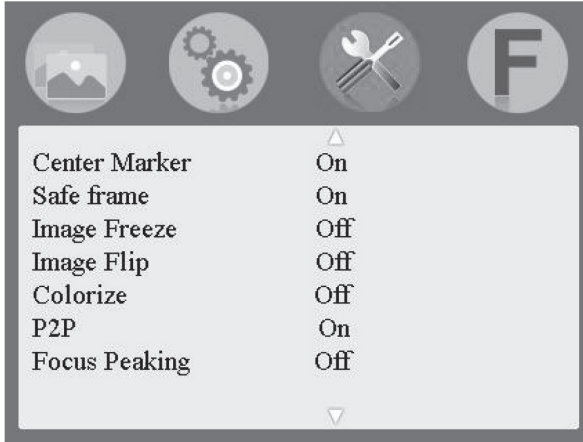 F
Center Marker On
Safe frame On
Image Freeze Off
Image Flip Off
Colorize Off
P2P On
Focus Peaking Off